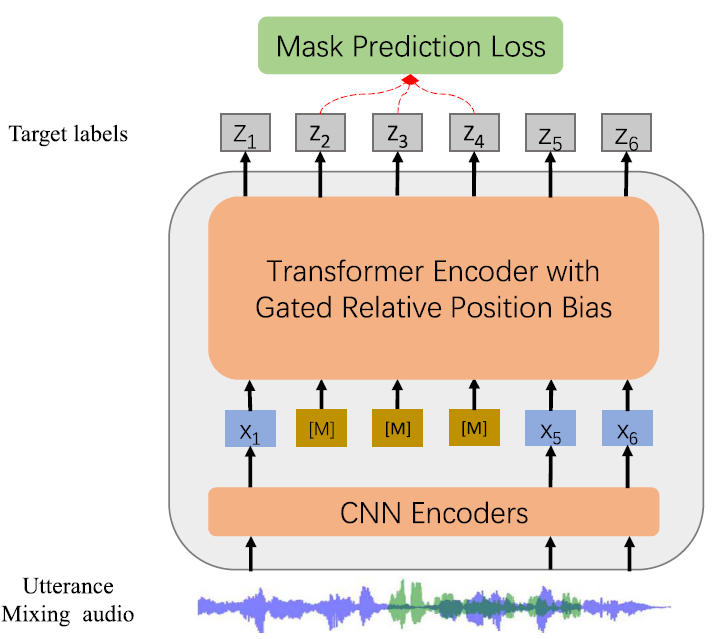 Mask Prediction Loss
Target labels
Z1 Z2 Z3 Z4 Z5 Z6
Transformer Encoder with
Gated Relative Position Bias
X1 [M] [M] [M] X5 X6
CNN Encoders
Utterance
Mixing audio